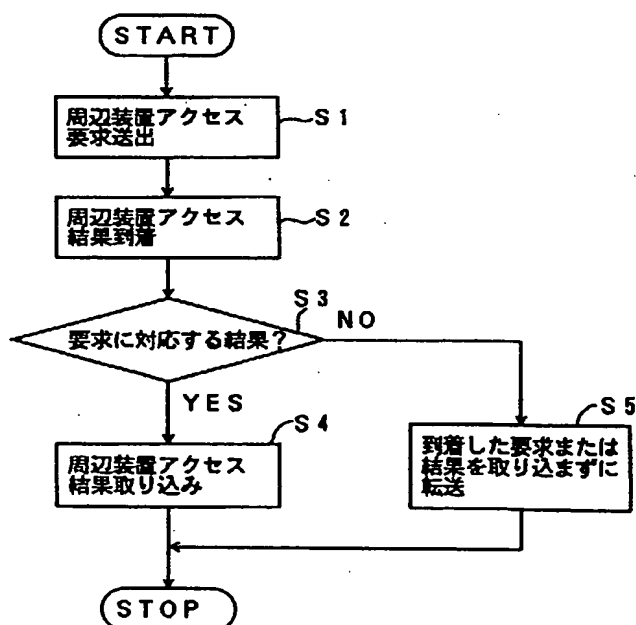 START
周辺装置アクセス
要求送出
S1
周辺装置アクセス
結果到着
S2
S3
要求に対応する結果?
NO
YES
S4
周辺装置アクセス
結果取り込み
S5
到着した要求または
結果を取り込まずに
転送
STOP